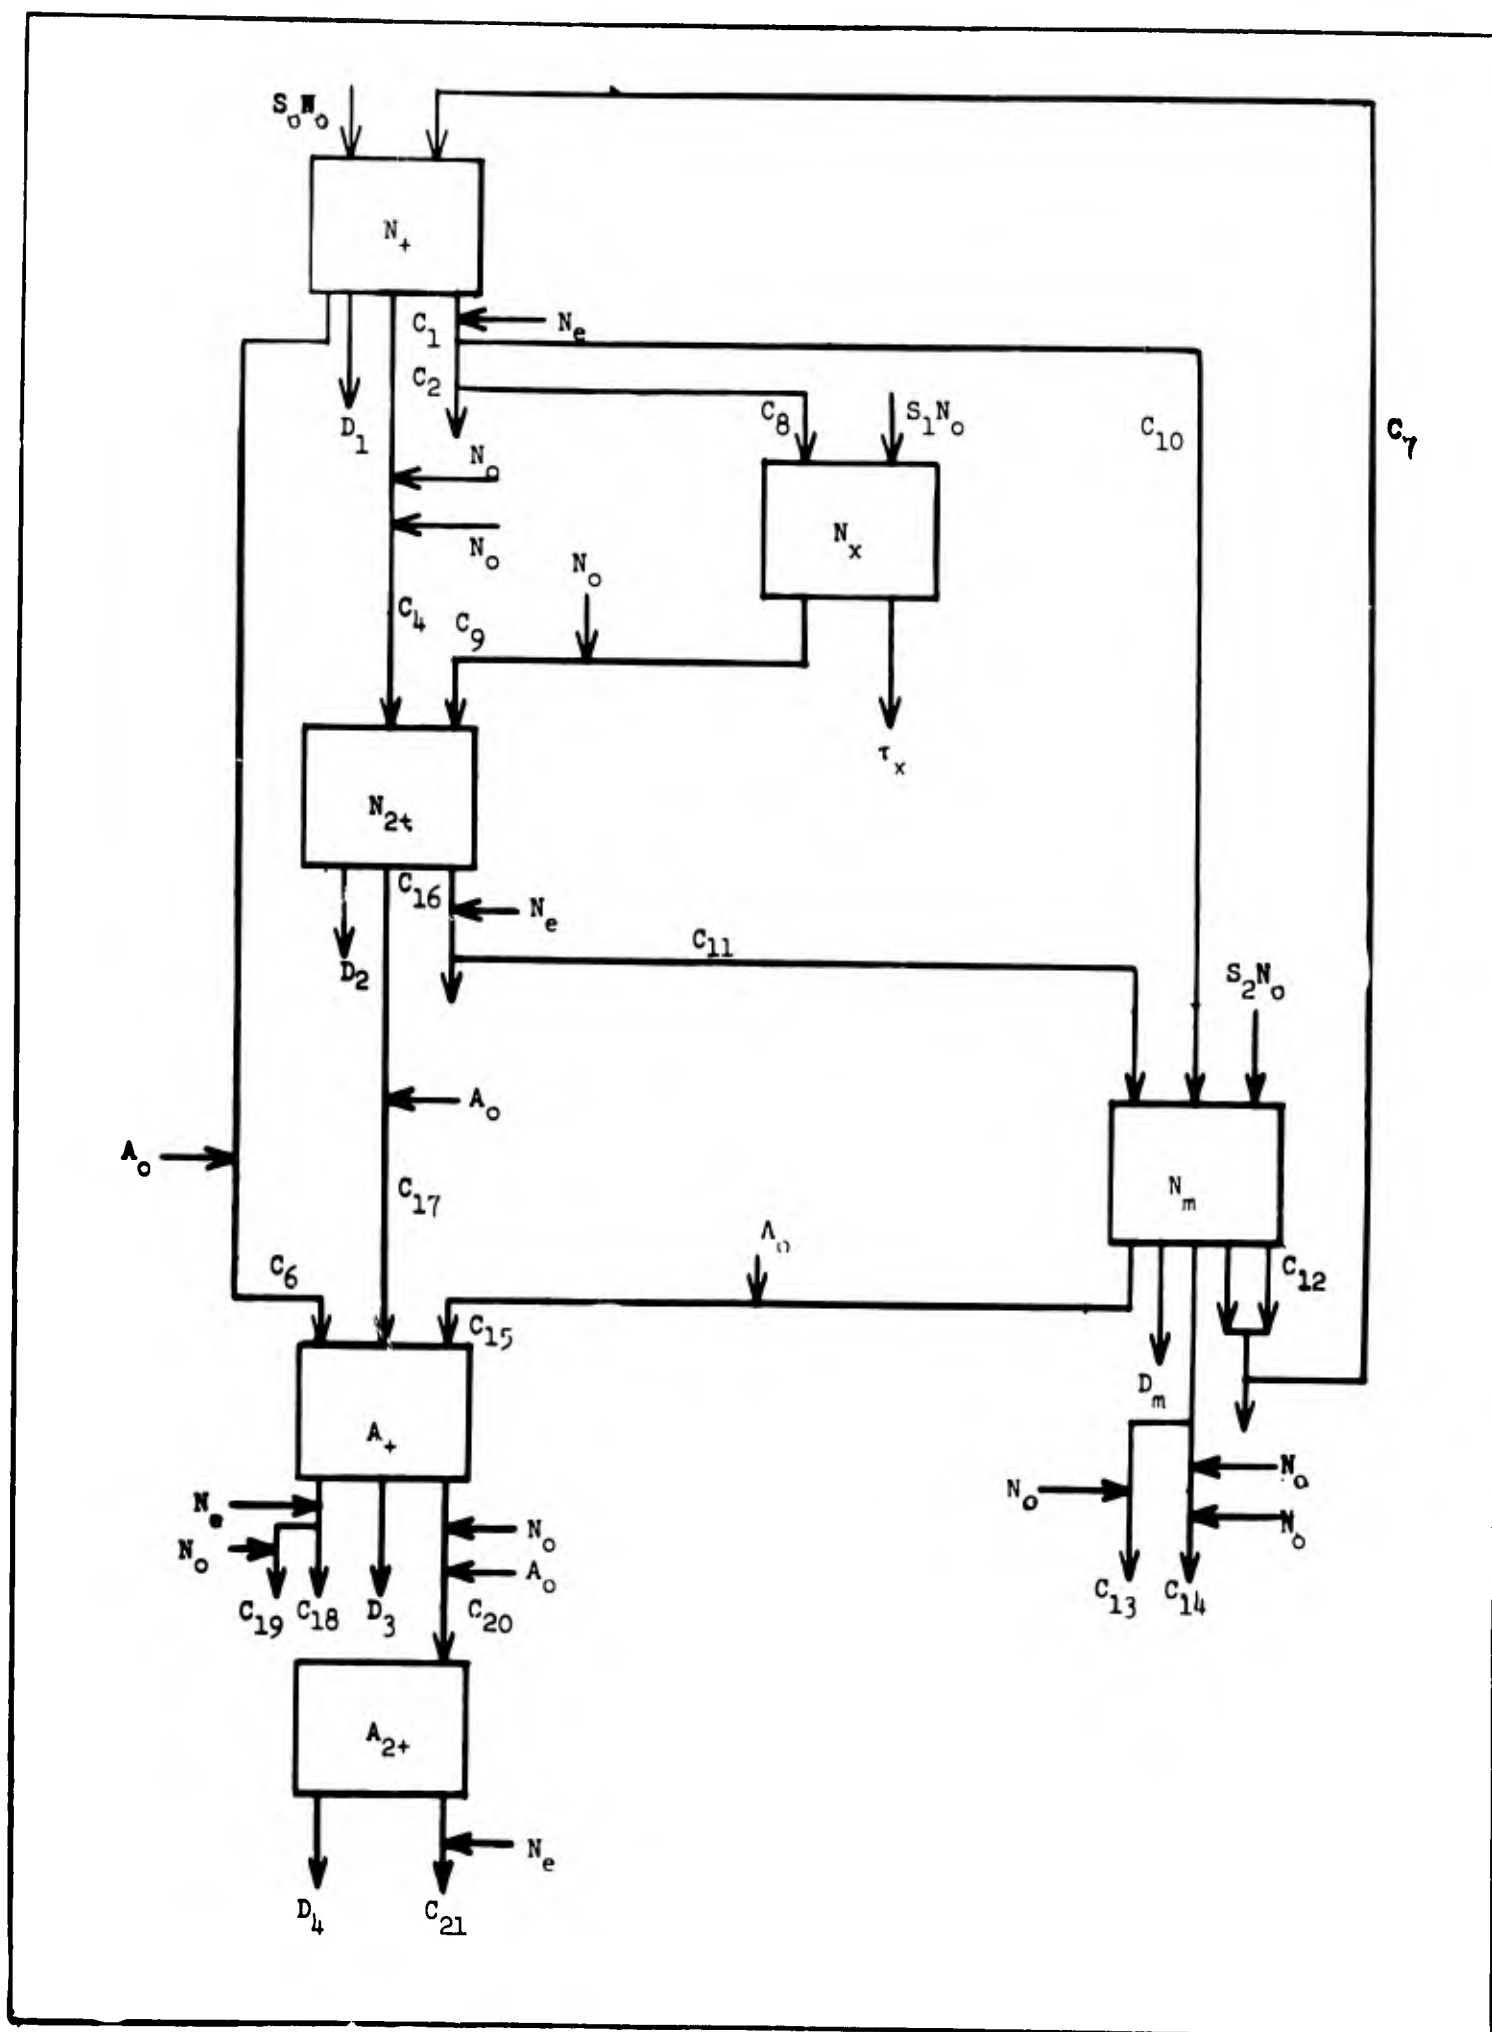 S₀N₀
N₊
C₁
Nₑ
C₂
D₁
C₈
S₁N₀
C₁₀
C₇
N₀
N₀
Nₓ
N₀
C₄
C₉
τₓ
N₂ₜ
C₁₆
Nₑ
C₁₁
D₂
S₂N₀
A₀
A₀
C₁₇
Nₘ
A₀
C₆
C₁₂
C₁₅
Dₘ
A₊
N₀
N₀
Nₑ
N₀
N₀
N₀
A₀
C₁₉
C₁₈
D₃
C₂₀
C₁₃
C₁₄
A₂₊
Nₑ
D₄
C₂₁